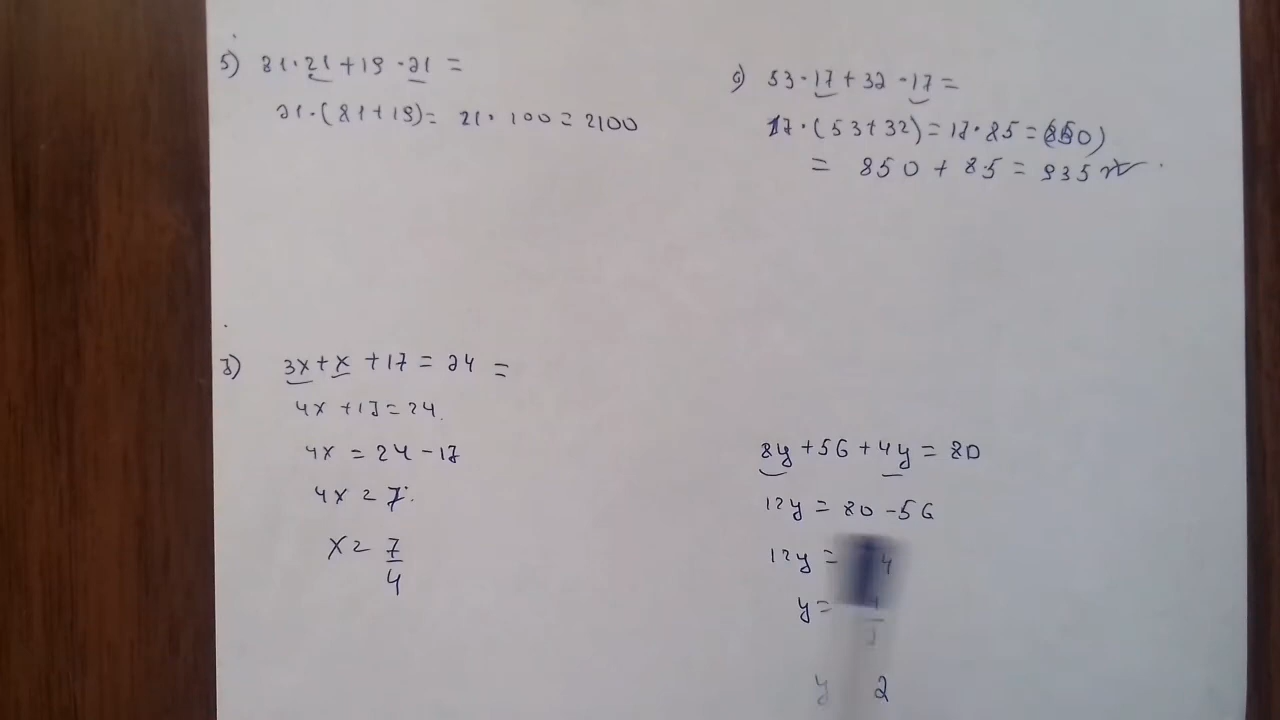 5) 81·21+19·21=
21·(81+19)= 21·100=2100
6) 53·17+32·17=
17·(53+32)=17·85=
= 850+85=935
3x+x+17=24=
4x+17=24.
4x=24-17
4x=7.
x=7/4
8y+56+4y=80
12y=80-56
12y= 4
y=
y 2